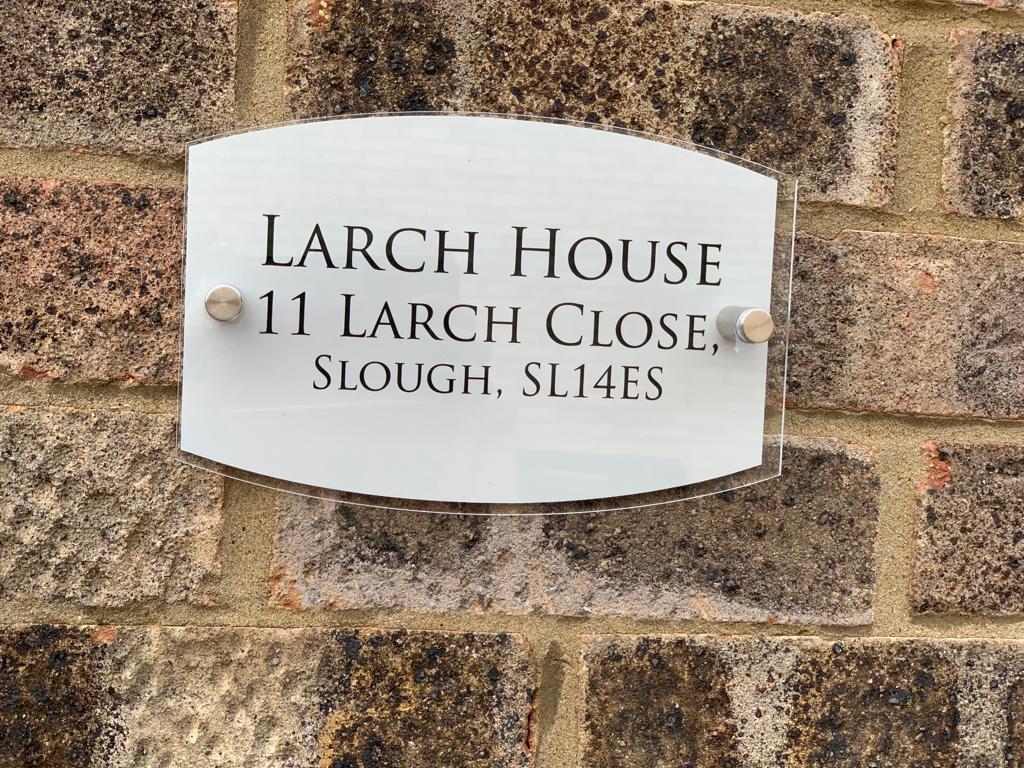 Larch House
11 Larch Close,
Slough, SL14ES